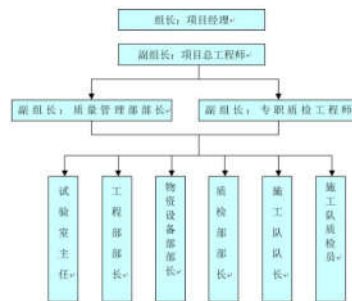 组长：项目经理
副组长：项目总工程师
副组长：质量管理部部长
副组长：专职质检工程师
试验室主任
工程部部长
物资设备部部长
质检部部长
施工队队长
施工队质检员